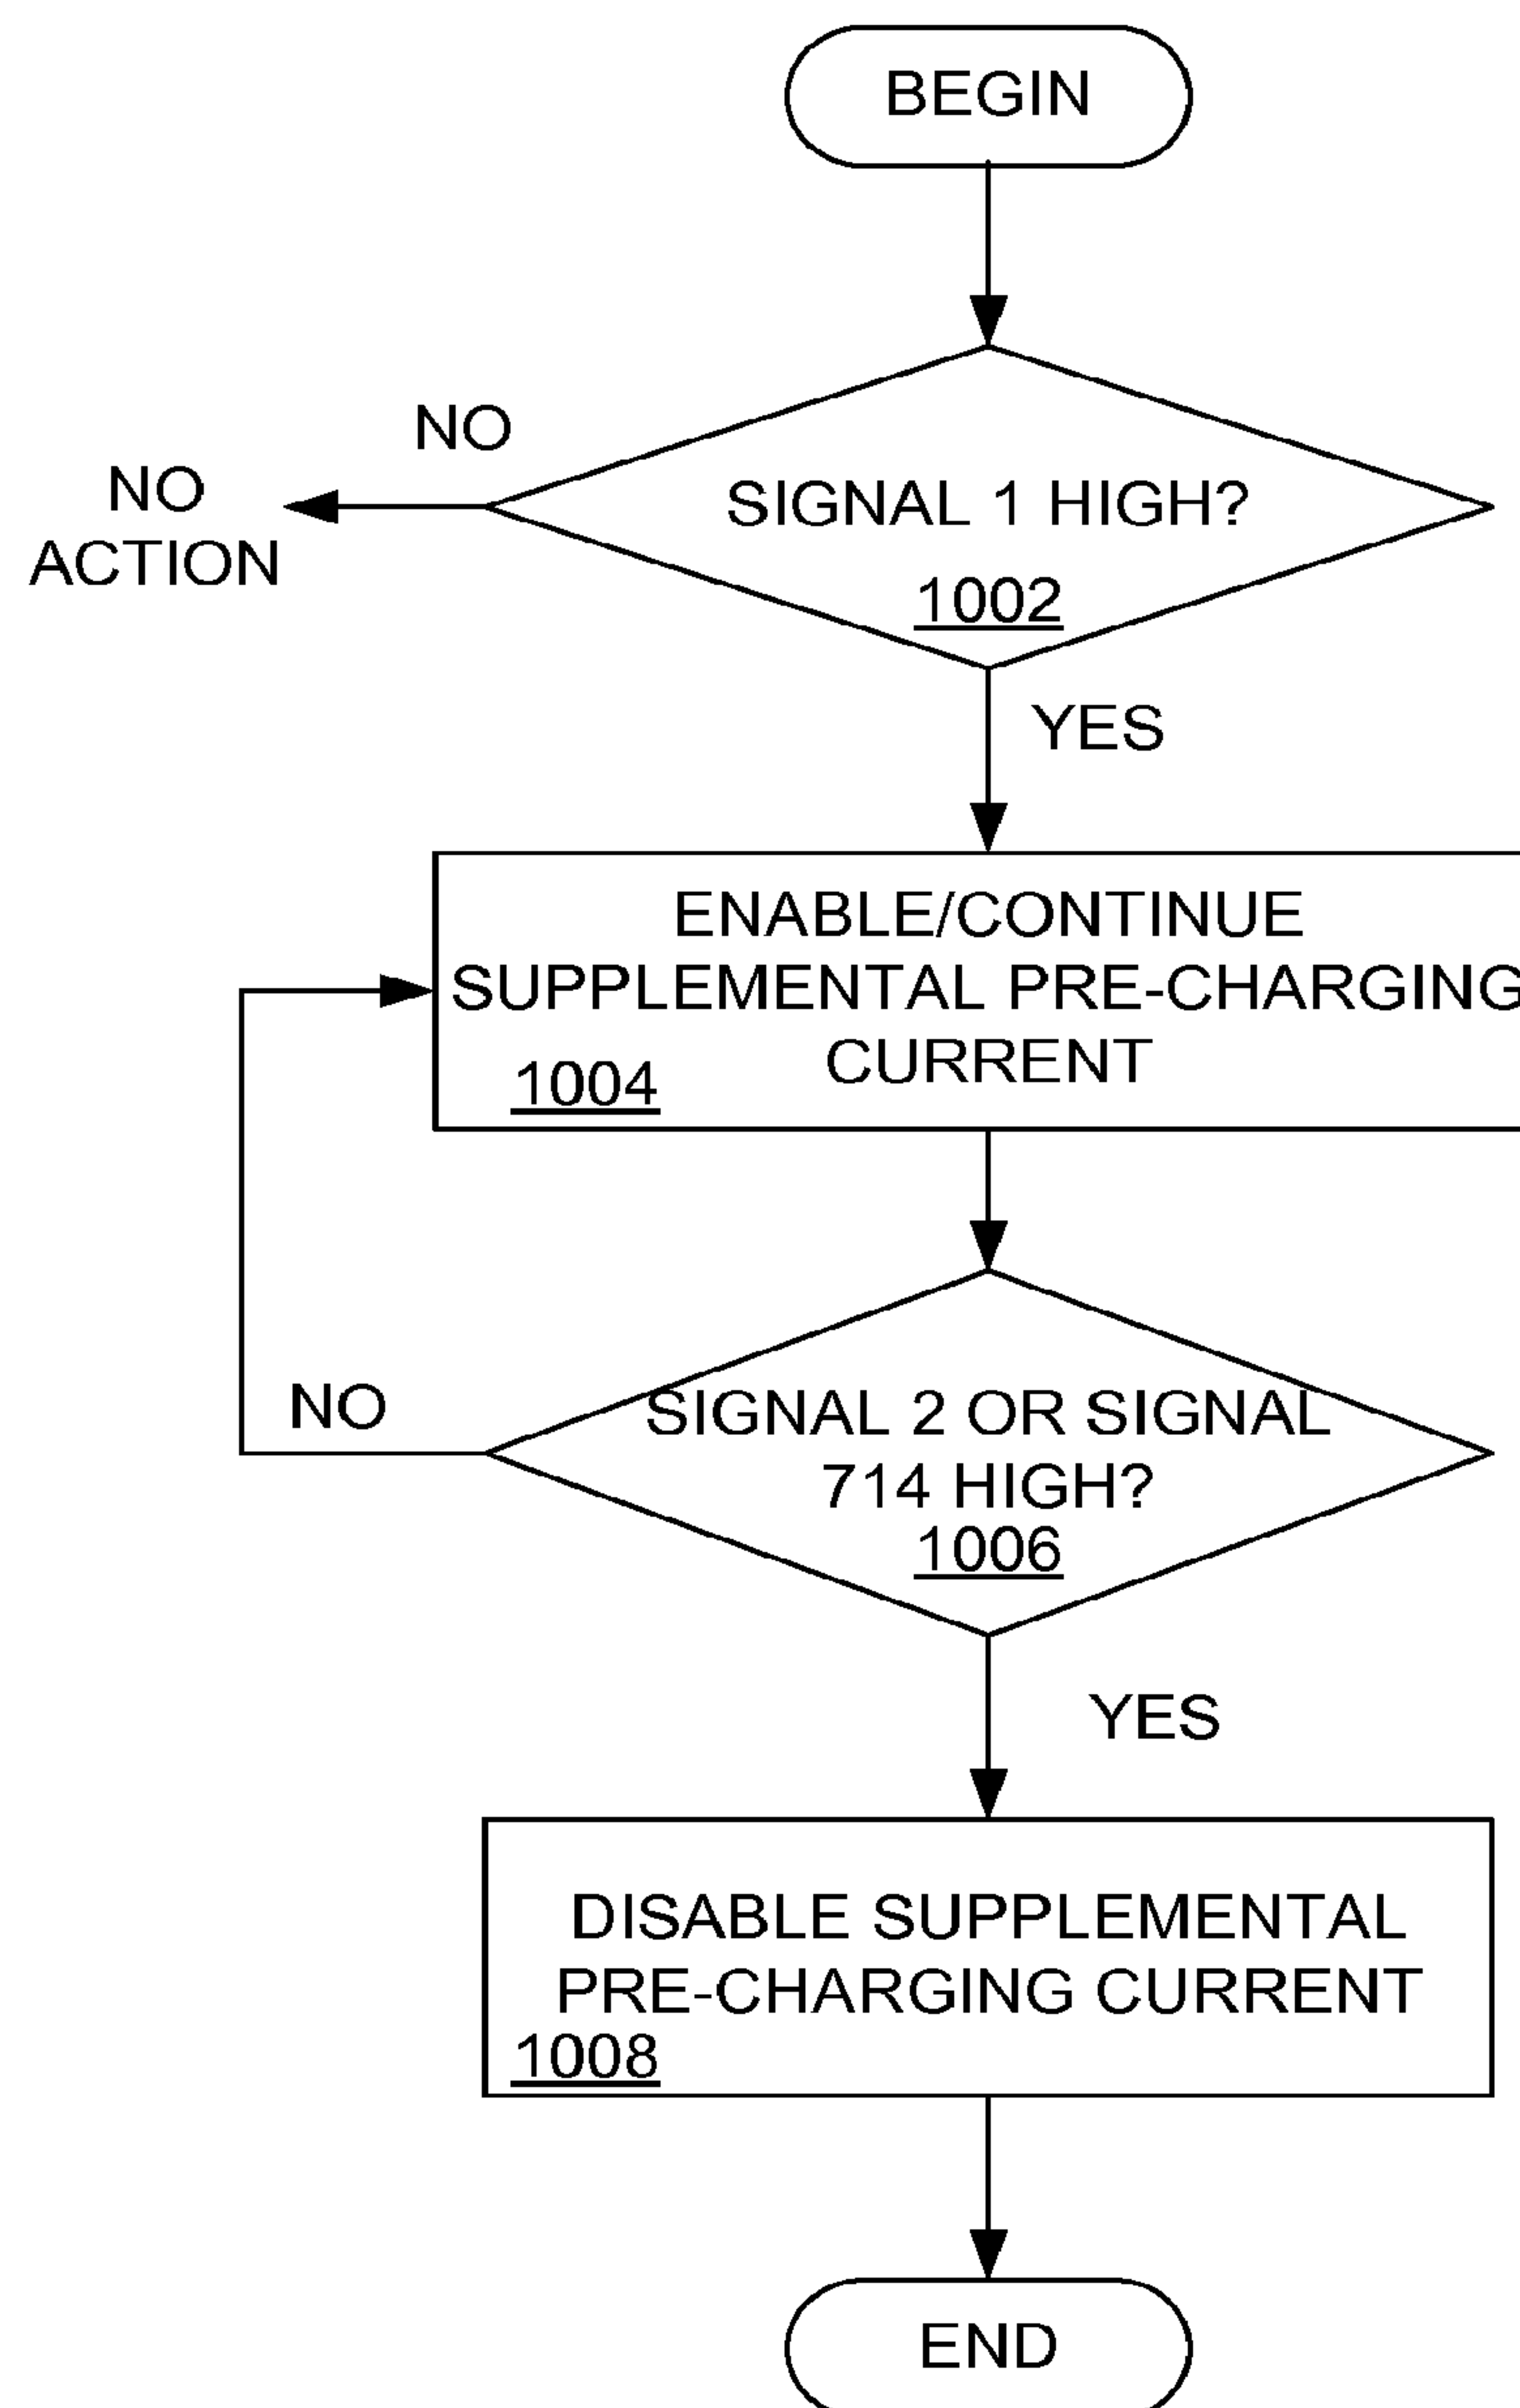 BEGIN
NO
SIGNAL 1 HIGH?
1002
NO
ACTION
YES
ENABLE/CONTINUE
SUPPLEMENTAL PRE-CHARGING
CURRENT
1004
SIGNAL 2 OR SIGNAL
714 HIGH?
1006
NO
YES
DISABLE SUPPLEMENTAL
PRE-CHARGING CURRENT
1008
END